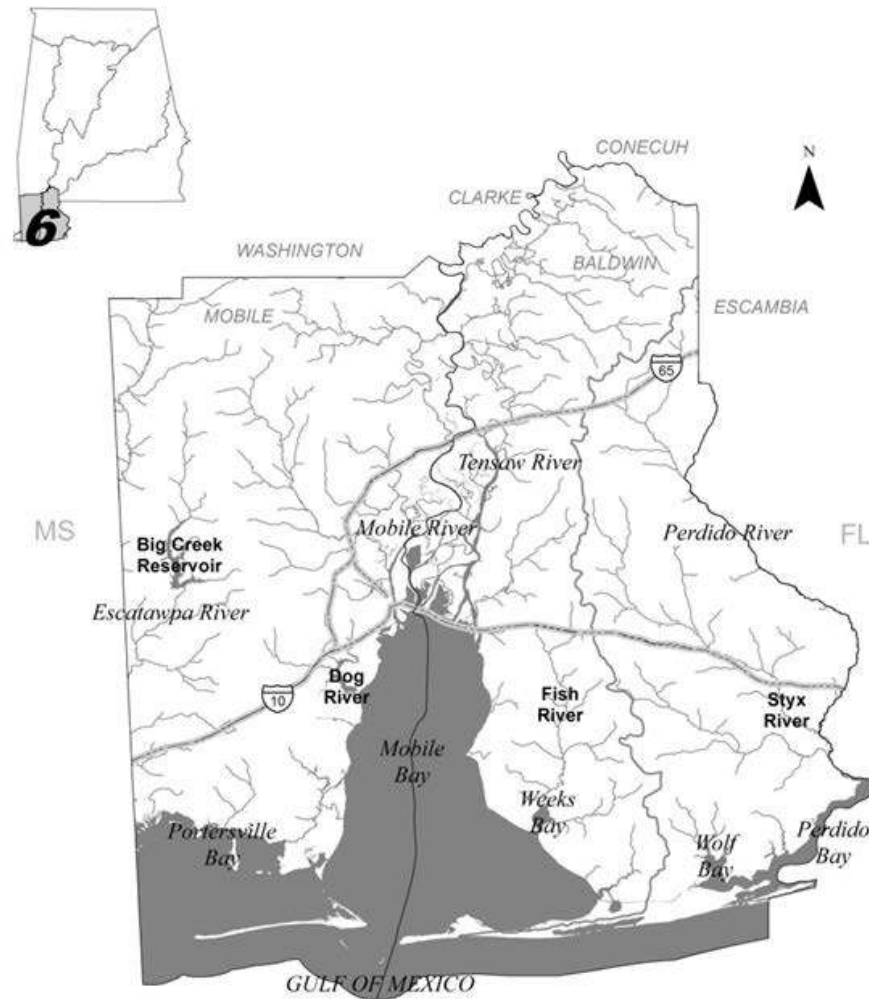 6
N
CONECUH
CLARKE
WASHINGTON
BALDWIN
MOBILE
ESCAMBIA
65
Tensaw River
Mobile River
Perdido River
MS
FL
Big Creek
Reservoir
Escatawpa River
Dog
River
10
Fish
River
Styx
River
Mobile
Bay
Weeks
Bay
Portersville
Bay
Wolf
Bay
Perdido
Bay
GULF OF MEXICO